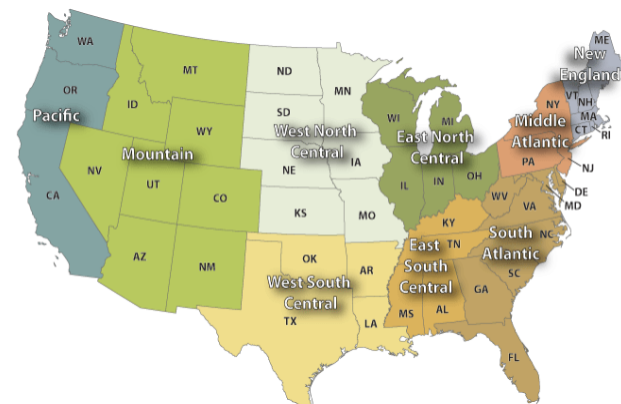 WA
OR
Pacific
CA
MT
ID
WY
Mountain
NV
UT
CO
AZ
NM
ND
MN
SD
West North
Central
NE
IA
KS
MO
WI
MI
East North
Central
IL
IN
OH
ME
New
England
VT
NH
MA
CT
RI
NY
Middle
Atlantic
PA
NJ
DE
MD
WV
VA
KY
TN
NC
South
Atlantic
SC
GA
FL
East
South
Central
MS
AL
OK
AR
West South
Central
TX
LA